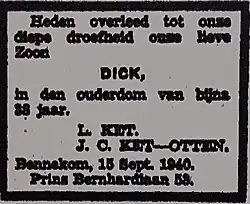 Heden overleed tot onze
diepe droefheid onze lieve
Zoon
DICK,
in den ouderdom van bijna
38 jaar.
L. KET.
J. C. KET—OTTEN.
Bennekom, 15 Sept. 1940.
Prins Bernhardlaan 53.